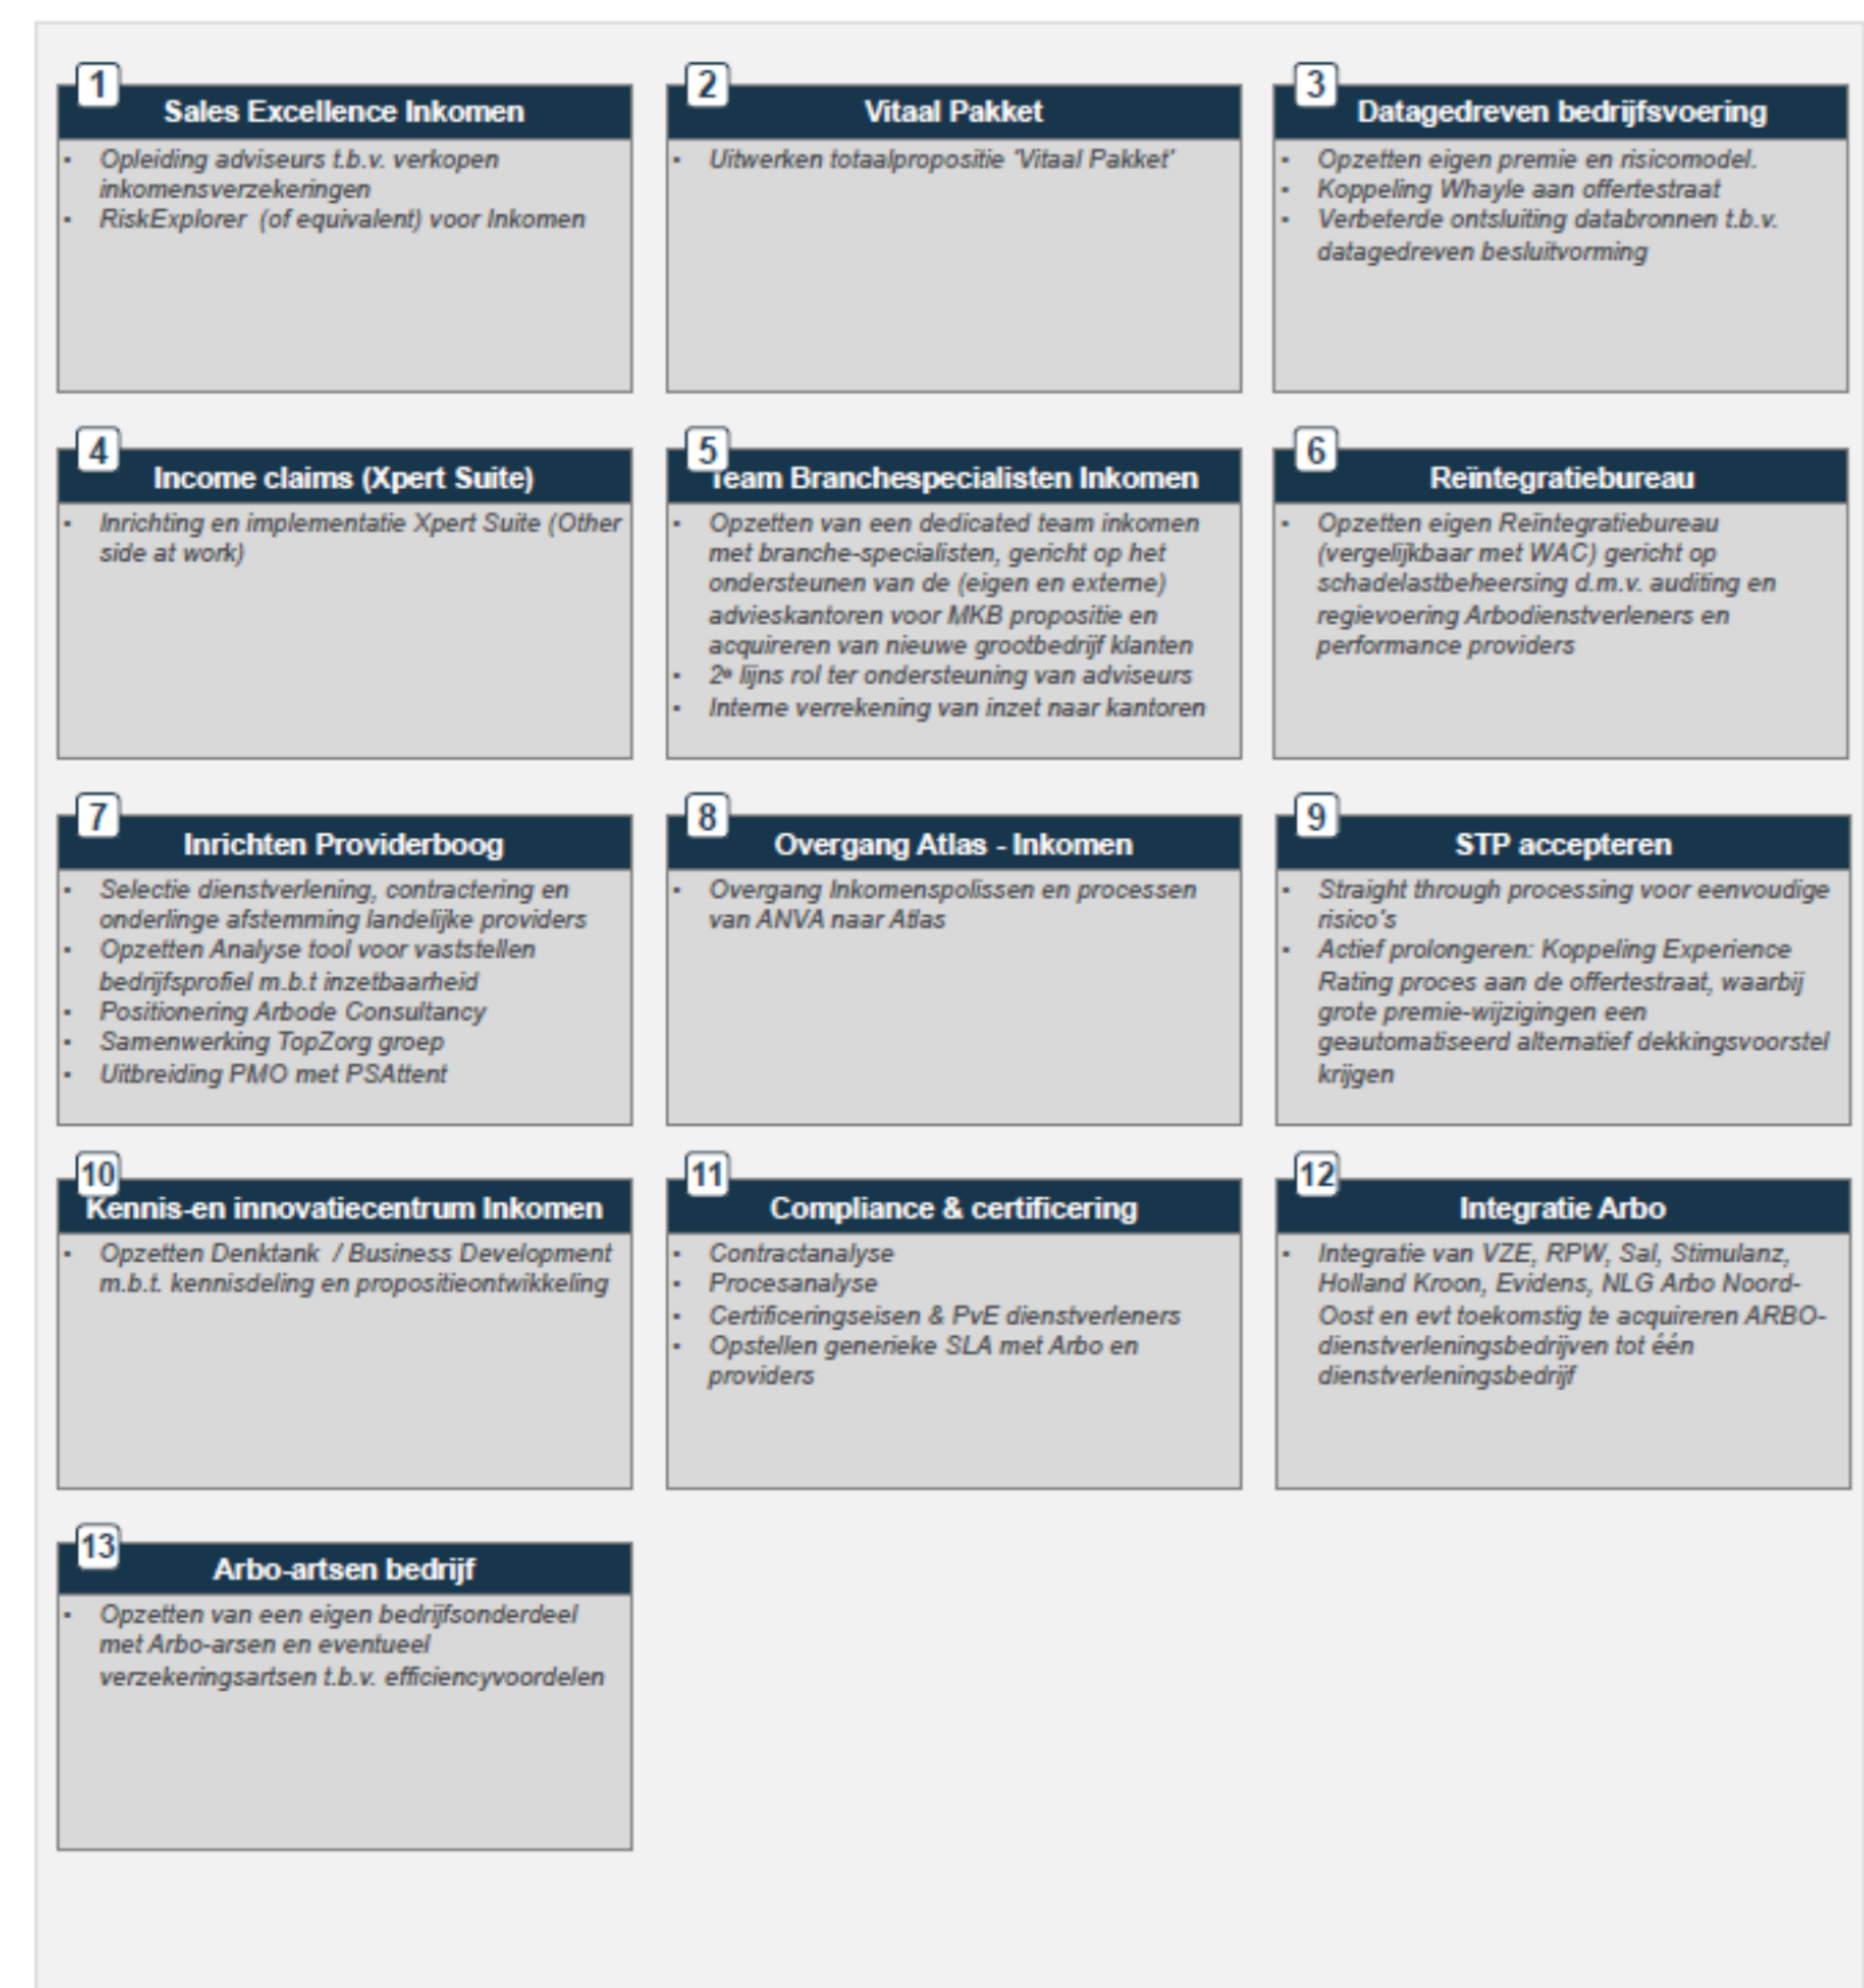 1
Sales Excellence Inkomen
▪ Opleiding adviseurs t.b.v. verkopen
inkomensverzekeringen
▪ RiskExplorer (of equivalent) voor Inkomen
2
Vitaal Pakket
▪ Uitwerken totaalpropositie 'Vitaal Pakket'
3
Datagedreven bedrijfsvoering
▪ Opzetten eigen premie en risicomodel.
▪ Koppeling Whayle aan offertestraat
▪ Verbeterde ontsluiting databronnen t.b.v.
datagedreven besluitvorming
4
Income claims (Xpert Suite)
▪ Inrichting en implementatie Xpert Suite (Other
side at work)
5
Team Branchespecialisten Inkomen
▪ Opzetten van een dedicated team inkomen
met branche-specialisten, gericht op het
ondersteunen van de (eigen en externe)
advieskantoren voor MKB propositie en
acquireren van nieuwe grootbedrijf klanten
▪ 2e lijns rol ter ondersteuning van adviseurs
▪ Interne verrekening van inzet naar kantoren
6
Reïntegratiebureau
▪ Opzetten eigen Reïntegratiebureau
(vergelijkbaar met WAC) gericht op
schadelastbeheersing d.m.v. auditing en
regievoering Arbodienstverleners en
performance providers
7
Inrichten Providerboog
▪ Selectie dienstverlening, contractering en
onderlinge afstemming landelijke providers
▪ Opzetten Analyse tool voor vaststellen
bedrijfsprofiel m.b.t inzetbaarheid
▪ Positionering Arbode Consultancy
▪ Samenwerking TopZorg groep
▪ Uitbreiding PMO met PSAttent
8
Overgang Atlas - Inkomen
▪ Overgang Inkomenspolissen en processen
van ANVA naar Atlas
9
STP accepteren
▪ Straight through processing voor eenvoudige
risico's
▪ Actief prolongeren: Koppeling Experience
Rating proces aan de offertestraat, waarbij
grote premie-wijzigingen een
geautomatiseerd alternatief dekkingsvoorstel
krijgen
10
Kennis-en innovatiecentrum Inkomen
▪ Opzetten Denktank / Business Development
m.b.t. kennisdeling en propositieontwikkeling
11
Compliance & certificering
▪ Contractanalyse
▪ Procesanalyse
▪ Certificeringseisen & PvE dienstverleners
▪ Opstellen generieke SLA met Arbo en
providers
12
Integratie Arbo
▪ Integratie van VZE, RPW, Sal, Stimulanz,
Holland Kroon, Evidens, NLG Arbo Noord-
Oost en evt toekomstig te acquireren ARBO-
dienstverleningsbedrijven tot één
dienstverleningsbedrijf
13
Arbo-artsen bedrijf
▪ Opzetten van een eigen bedrijfsonderdeel
met Arbo-arsen en eventueel
verzekeringsartsen t.b.v. efficiencyvoordelen